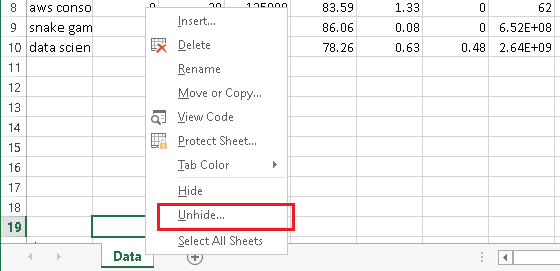 8 aws conso 0 20 125000 83.59 1.33 0 62
9 snake gam 86.06 0.08 0 6.52E+08
10 data scien 78.26 0.63 0.48 2.64E+09
11
12
13
14
15
16
17
18
19
Insert...
Delete
Rename
Move or Copy...
View Code
Protect Sheet...
Tab Color
Hide
Unhide...
Select All Sheets
Data